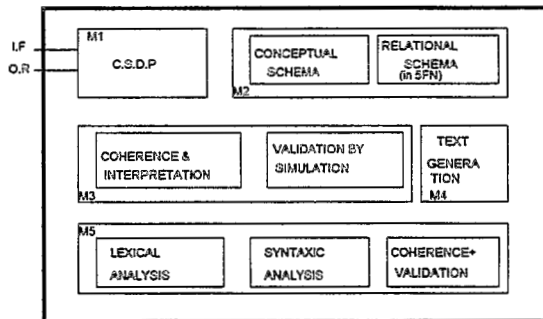 I.F
O.R
M1
C.S.D.P
CONCEPTUAL
SCHEMA
RELATIONAL
SCHEMA
(in 5FN)
M2
COHERENCE &
INTERPRETATION
VALIDATION BY
SIMULATION
M3
TEXT
GENERA
TION
M4
M5
LEXICAL
ANALYSIS
SYNTAXIC
ANALYSIS
COHERENCE+
VALIDATION